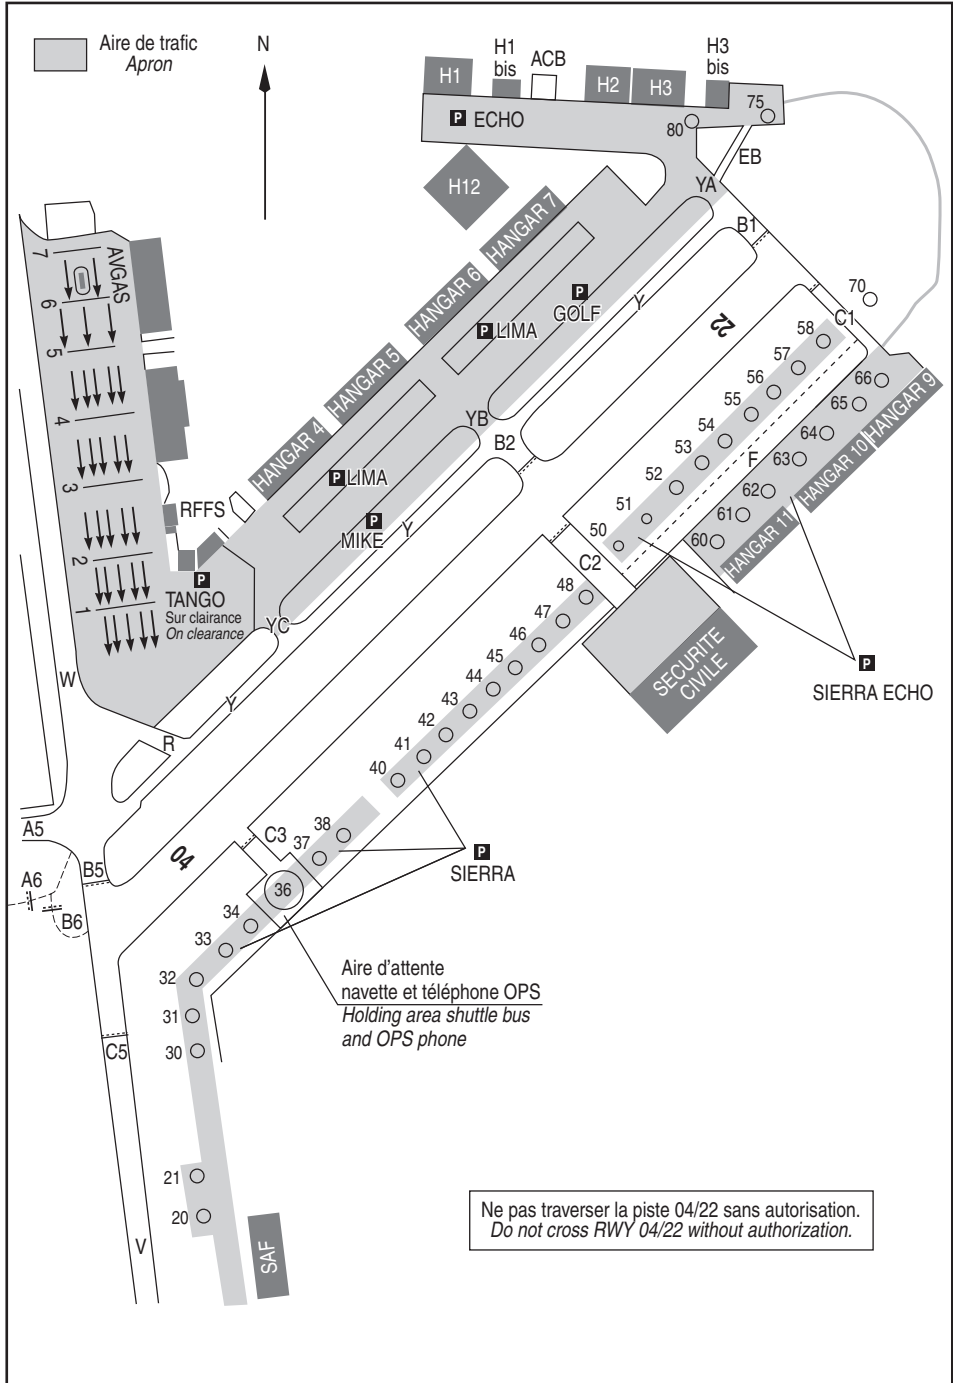 Aire de trafic
Apron
N
H1
H1
bis
ACB
H2
H3
H3
bis
75
P ECHO
80
EB
H12
YA
B1
HANGAR 7
HANGAR 6
HANGAR 5
HANGAR 4
P
GOLF
Y
P LIMA
22
70
C1
58
57
56
55
54
53
52
51
50
66
65
64
63
62
61
60
F
HANGAR 9
HANGAR 10
HANGAR 11
AVGAS
7
6
5
4
3
2
1
YB
B2
P LIMA
P
MIKE
Y
RFFS
P
TANGO
Sur clairance
On clearance
YC
C2
48
47
46
45
44
43
42
41
40
SECURITE
CIVILE
P
SIERRA ECHO
W
Y
R
A5
A6
B5
B6
04
C3
38
37
36
34
33
32
31
30
P
SIERRA
Aire d'attente
navette et téléphone OPS
Holding area shuttle bus
and OPS phone
C5
21
20
V
SAF
Ne pas traverser la piste 04/22 sans autorisation.
Do not cross RWY 04/22 without authorization.